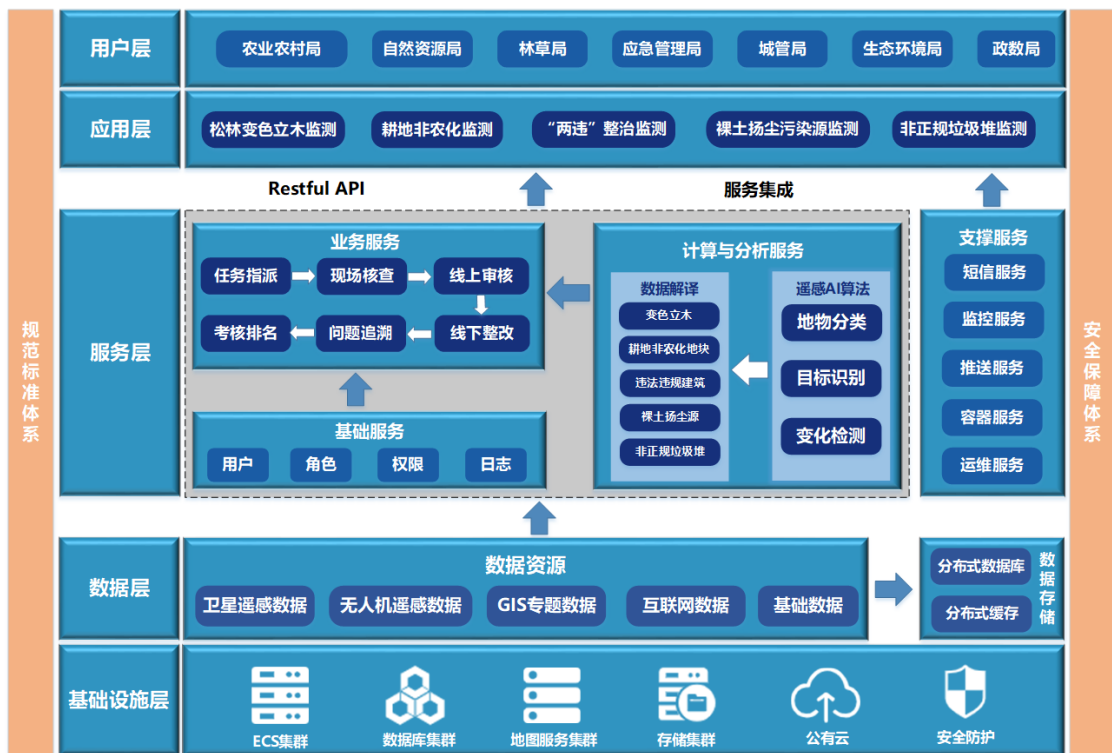 用户层
农业农村局
自然资源局
林草局
应急管理局
城管局
生态环境局
政数局
应用层
松林变色立木监测
耕地非农化监测
“两违”整治监测
裸土扬尘污染源监测
非正规垃圾堆监测
Restful API
服务集成
服务层
业务服务
任务指派
现场核查
线上审核
考核排名
问题追溯
线下整改
基础服务
用户
角色
权限
日志
计算与分析服务
数据解译
变色立木
耕地非农化地块
违法违规建筑
裸土扬尘源
非正规垃圾堆
遥感AI算法
地物分类
目标识别
变化检测
支撑服务
短信服务
监控服务
推送服务
容器服务
运维服务
数据层
数据资源
卫星遥感数据
无人机遥感数据
GIS专题数据
互联网数据
基础数据
分布式数据库
分布式缓存
数据存储
基础设施层
ECS集群
数据库集群
地图服务集群
存储集群
公有云
安全防护
规范标准体系
安全保障体系